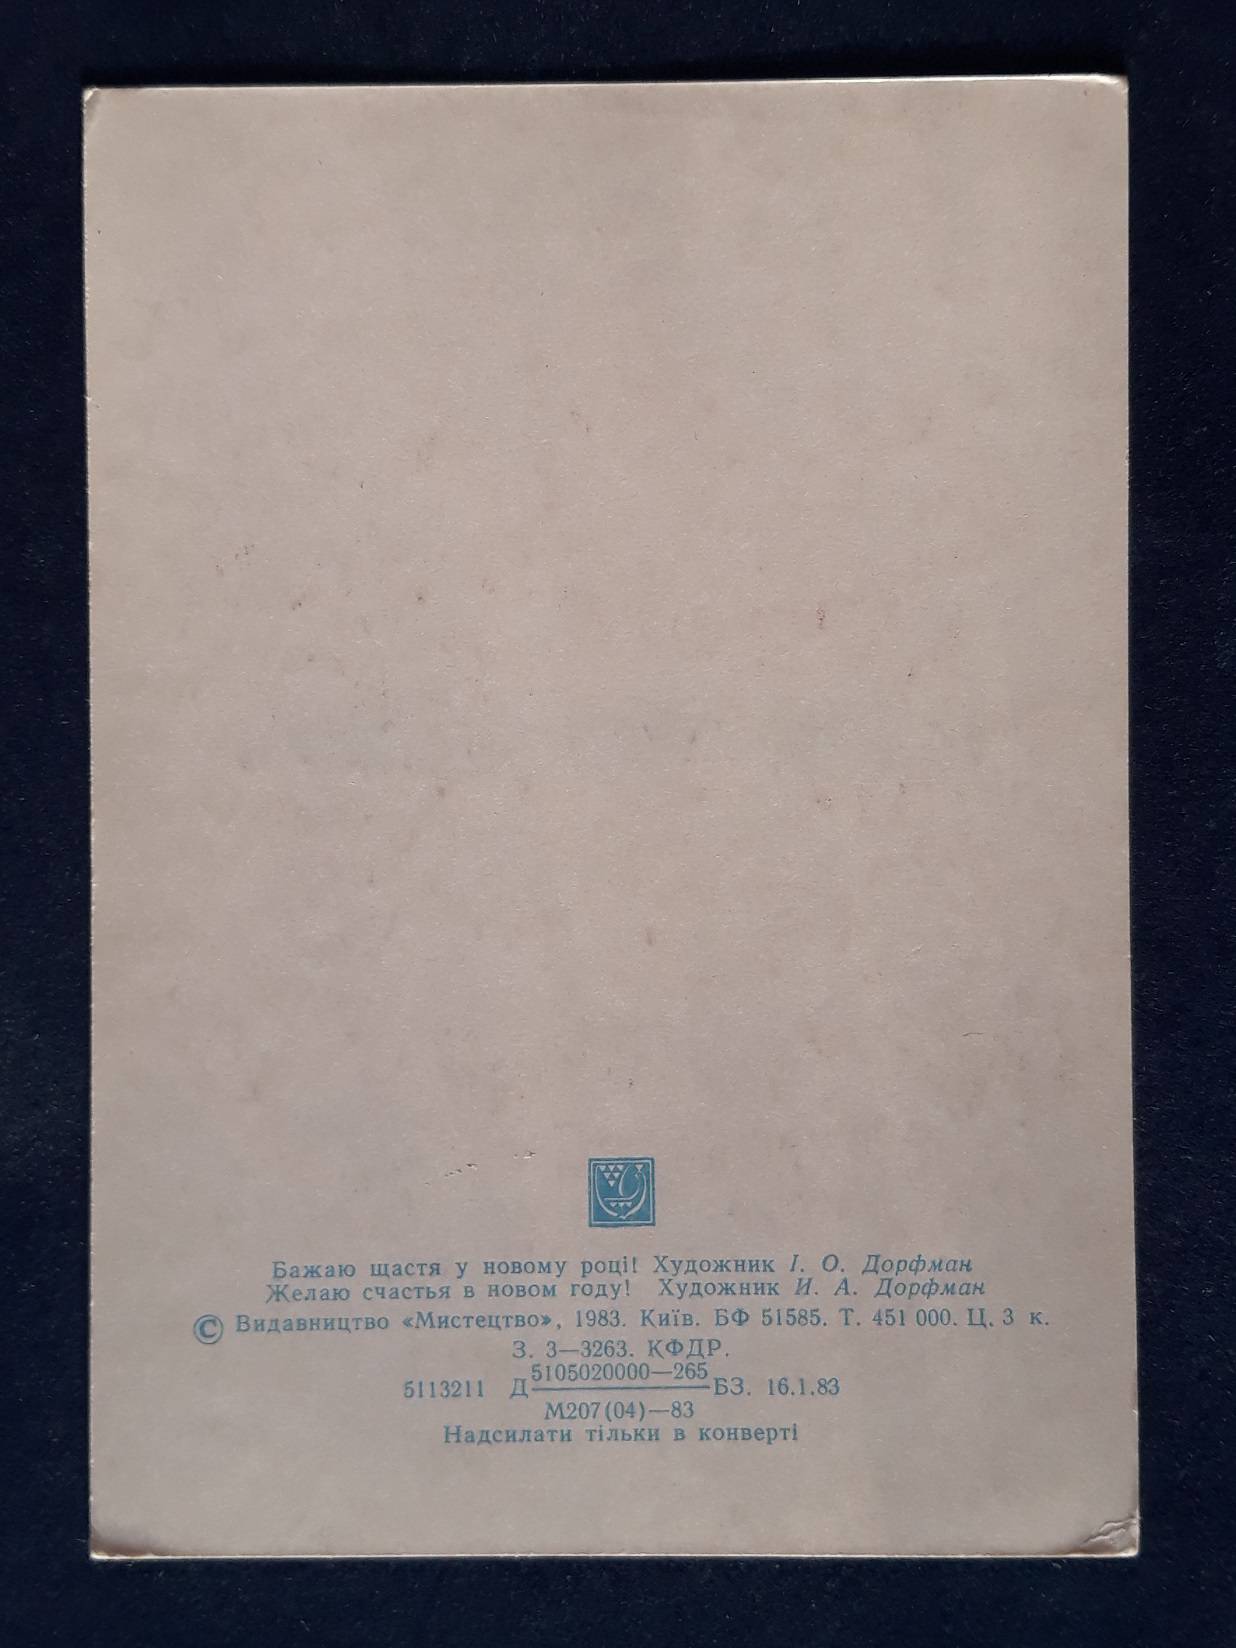 Бажаю щастя у новому році! Художник І. О. Дорфман
Желаю счастья в новом году! Художник И. А. Дорфман
© Видавництво «Мистецтво», 1983. Київ. БФ 51585. Т. 451 000. Ц. 3 к.
З. 3—3263. КФДР.
5105020000—265
5113211 Д БЗ. 16.1.83
М207(04)—83
Надсилати тільки в конверті